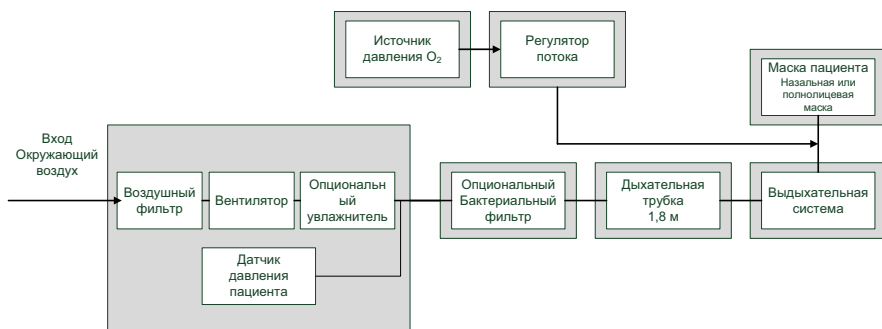 Источник
давления O₂
Регулятор
потока
Маска пациента
Назальная или
полнолицевая
маска
Вход
Окружающий
воздух
Воздушный
фильтр
Вентилятор
Опциональн
ый
увлажнитель
Опциональный
Бактериальный
фильтр
Дыхательная
трубка
1,8 м
Выдыхательная
система
Датчик
давления
пациента